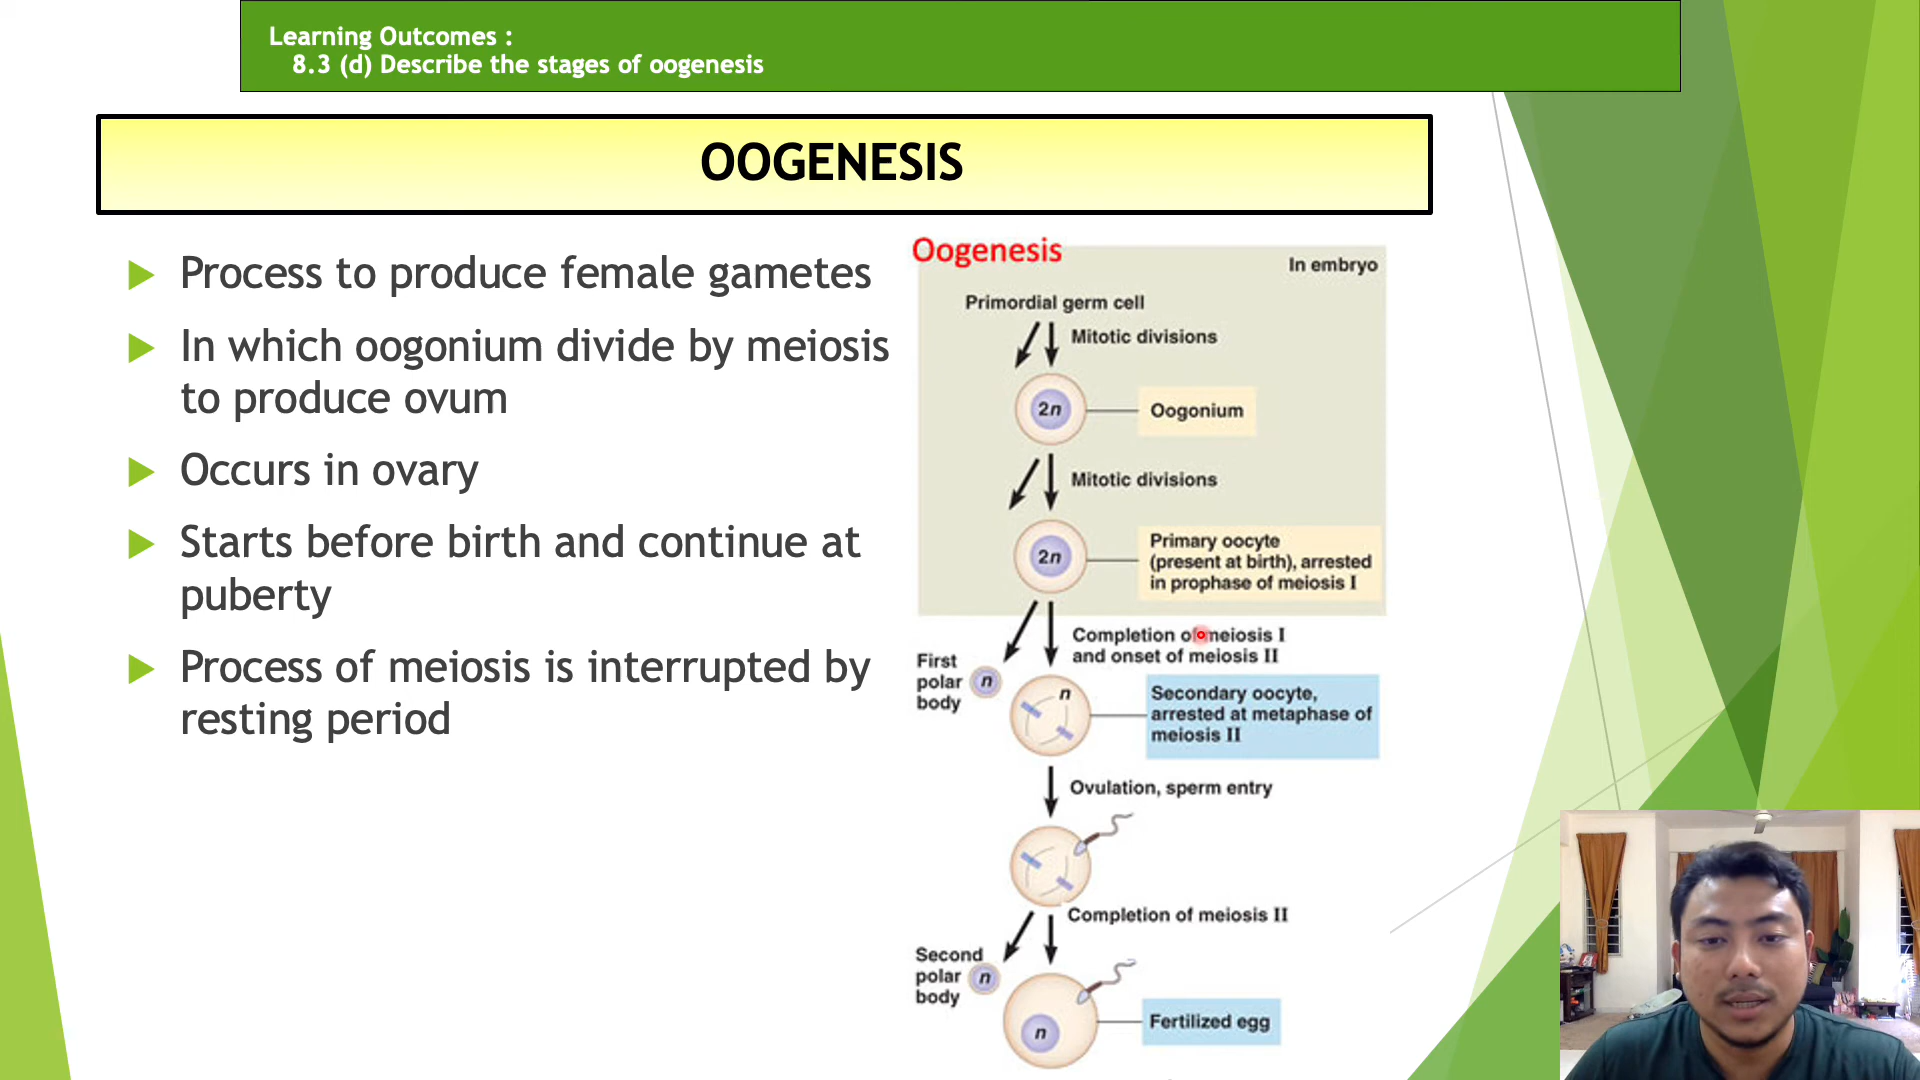 Learning Outcomes :
8.3 (d) Describe the stages of oogenesis
OOGENESIS
Process to produce female gametes
In which oogonium divide by meiosis
to produce ovum
Occurs in ovary
Starts before birth and continue at
puberty
Process of meiosis is interrupted by
resting period
Oogenesis
In embryo
Primordial germ cell
Mitotic divisions
2n
Oogonium
Mitotic divisions
2n
Primary oocyte
(present at birth), arrested
in prophase of meiosis I
Completion of meiosis I
and onset of meiosis II
First
polar
body
n
n
Secondary oocyte,
arrested at metaphase of
meiosis II
Ovulation, sperm entry
Completion of meiosis II
Second
polar
body
n
n
Fertilized egg